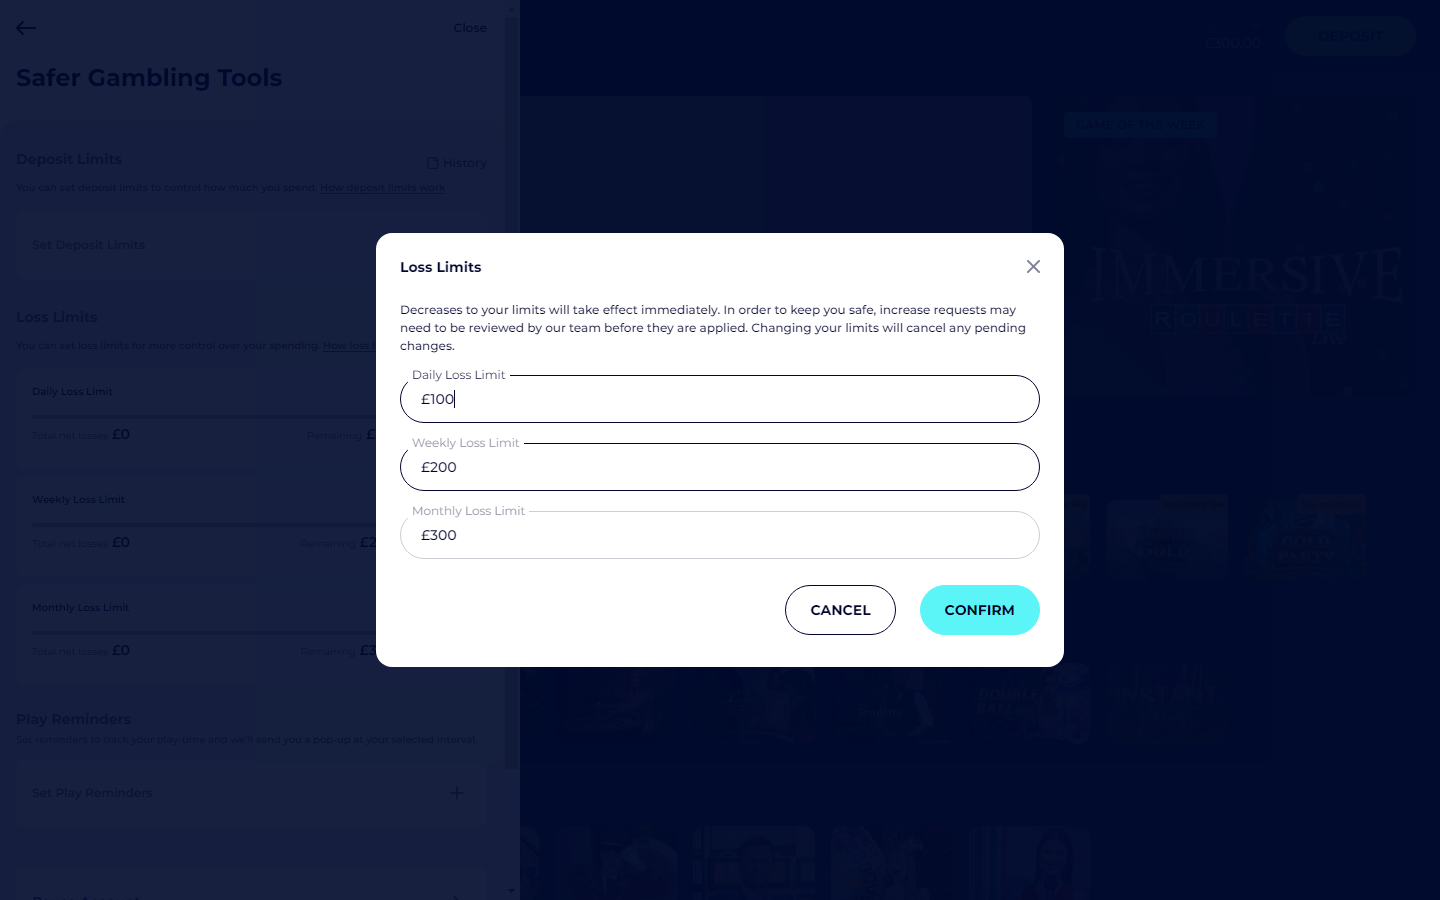 Close
Safer Gambling Tools
£300.00
DEPOSIT
GAME OF THE WEEK
IMMERSIVE
ROULETTE
Live
Deposit Limits
History
You can set deposit limits to control how much you spend. How deposit limits work
Set Deposit Limits
Loss Limits
You can set loss limits for more control over your spending. How loss
Daily Loss Limit
Total net losses £0
Remaining
Weekly Loss Limit
Total net losses £0
Remaining
Monthly Loss Limit
Total net losses £0
Remaining
Loss Limits
Decreases to your limits will take effect immediately. In order to keep you safe, increase requests may
need to be reviewed by our team before they are applied. Changing your limits will cancel any pending
changes.
Daily Loss Limit
£100
Weekly Loss Limit
£200
Monthly Loss Limit
£300
CANCEL
CONFIRM
GOLD
PARTY
DOUBLE
BALL
Play Reminders
Set reminders to track your play-time and we'll send you a pop-up at your selected interval.
Set Play Reminders